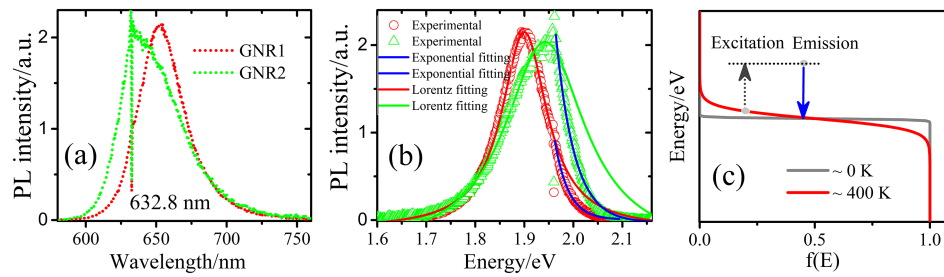 PL intensity/a.u.
2
1
0
GNR1
GNR2
(a)
632.8 nm
600
650
700
750
Wavelength/nm
PL intensity/a.u.
2
1
0
Experimental
Experimental
Exponential fitting
Exponential fitting
Lorentz fitting
Lorentz fitting
(b)
1.6
1.7
1.8
1.9
2.0
2.1
Energy/eV
Energy/eV
Excitation
Emission
(c)
~ 0 K
~ 400 K
0.0
0.5
1.0
f(E)